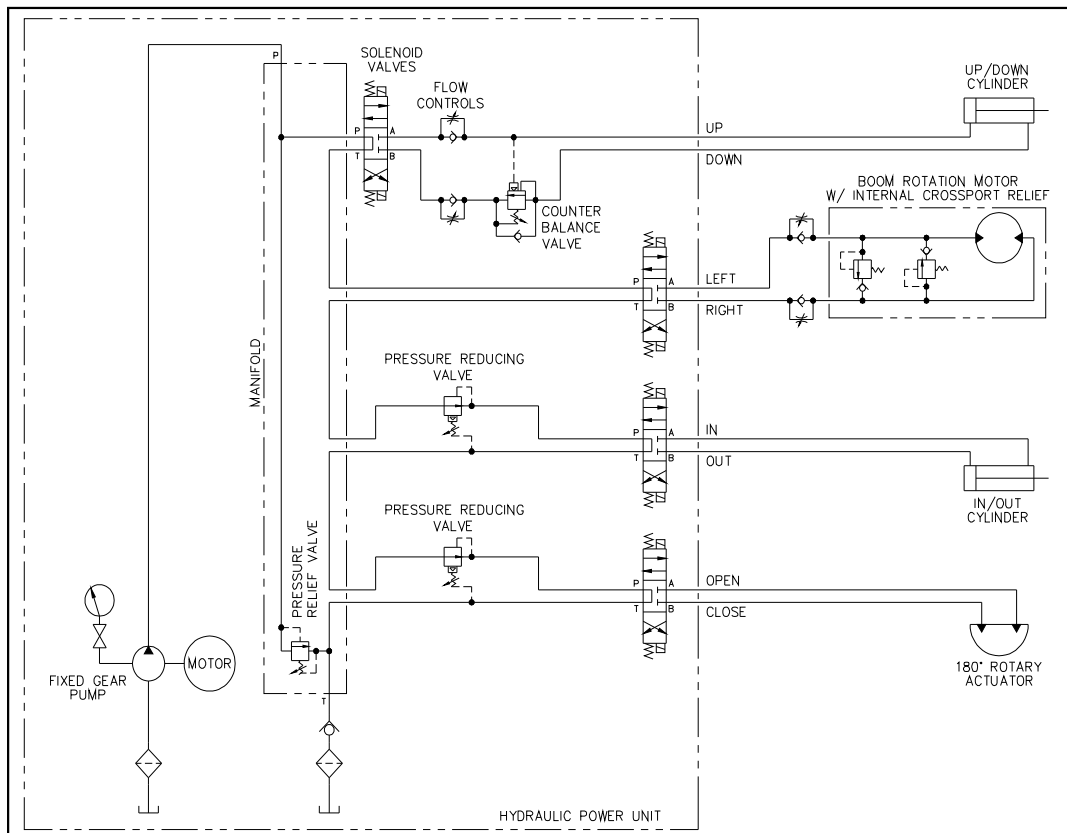 P
SOLENOID
VALVES
FLOW
CONTROLS
UP/DOWN
CYLINDER
P
A
T
B
UP
DOWN
COUNTER
BALANCE
VALVE
BOOM ROTATION MOTOR
W/ INTERNAL CROSSPORT RELIEF
P
A
T
B
LEFT
RIGHT
MANIFOLD
PRESSURE REDUCING
VALVE
P
A
T
B
IN
OUT
IN/OUT
CYLINDER
PRESSURE REDUCING
VALVE
PRESSURE
RELIEF VALVE
P
A
T
B
OPEN
CLOSE
180° ROTARY
ACTUATOR
MOTOR
FIXED GEAR
PUMP
T
HYDRAULIC POWER UNIT